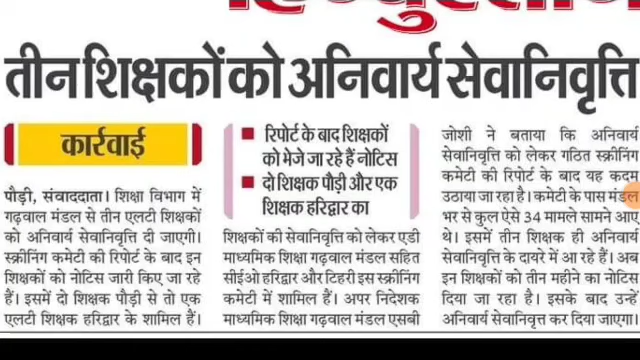 हिन्दुस्तान
तीन शिक्षकों को अनिवार्य सेवानिवृत्ति
कार्रवाई
पौड़ी, संवाददाता। शिक्षा विभाग में
गढ़वाल मंडल से तीन एलटी शिक्षकों
को अनिवार्य सेवानिवृत्ति दी जाएगी।
स्क्रीनिंग कमेटी की रिपोर्ट के बाद इन
शिक्षकों को नोटिस जारी किए जा रहे
हैं। इसमें दो शिक्षक पौड़ी से तो एक
एलटी शिक्षक हरिद्वार के शामिल हैं।
रिपोर्ट के बाद शिक्षकों
को भेजे जा रहे हैं नोटिस
दो शिक्षक पौड़ी और एक
शिक्षक हरिद्वार का
शिक्षकों की सेवानिवृत्ति को लेकर एडी
माध्यमिक शिक्षा गढ़वाल मंडल सहित
सीईओ हरिद्वार और टिहरी इस स्क्रीनिंग
कमेटी में शामिल हैं। अपर निदेशक
माध्यमिक शिक्षा गढ़वाल मंडल एसबी
जोशी ने बताया कि अनिवार्य
सेवानिवृत्ति को लेकर गठित स्क्रीनिंग
कमेटी की रिपोर्ट के बाद यह कदम
उठाया जा रहा है। कमेटी के पास मंडल
भर से कुल ऐसे 34 मामले सामने आए
थे। इसमें तीन शिक्षक ही अनिवार्य
सेवानिवृत्ति के दायरे में आ रहे हैं। अब
इन शिक्षकों को तीन महीने का नोटिस
दिया जा रहा है। इसके बाद उन्हें
अनिवार्य सेवानिवृत्त कर दिया जाएगा।